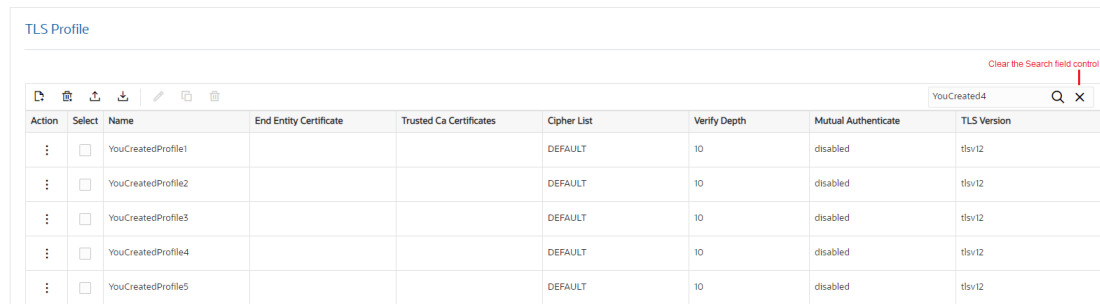 TLS Profile
Clear the Search field control
YouCreated4
Action Select Name End Entity Certificate Trusted Ca Certificates Cipher List Verify Depth Mutual Authenticate TLS Version
YouCreatedProfile1 DEFAULT 10 disabled tlsv12
YouCreatedProfile2 DEFAULT 10 disabled tlsv12
YouCreatedProfile3 DEFAULT 10 disabled tlsv12
YouCreatedProfile4 DEFAULT 10 disabled tlsv12
YouCreatedProfile5 DEFAULT 10 disabled tlsv12